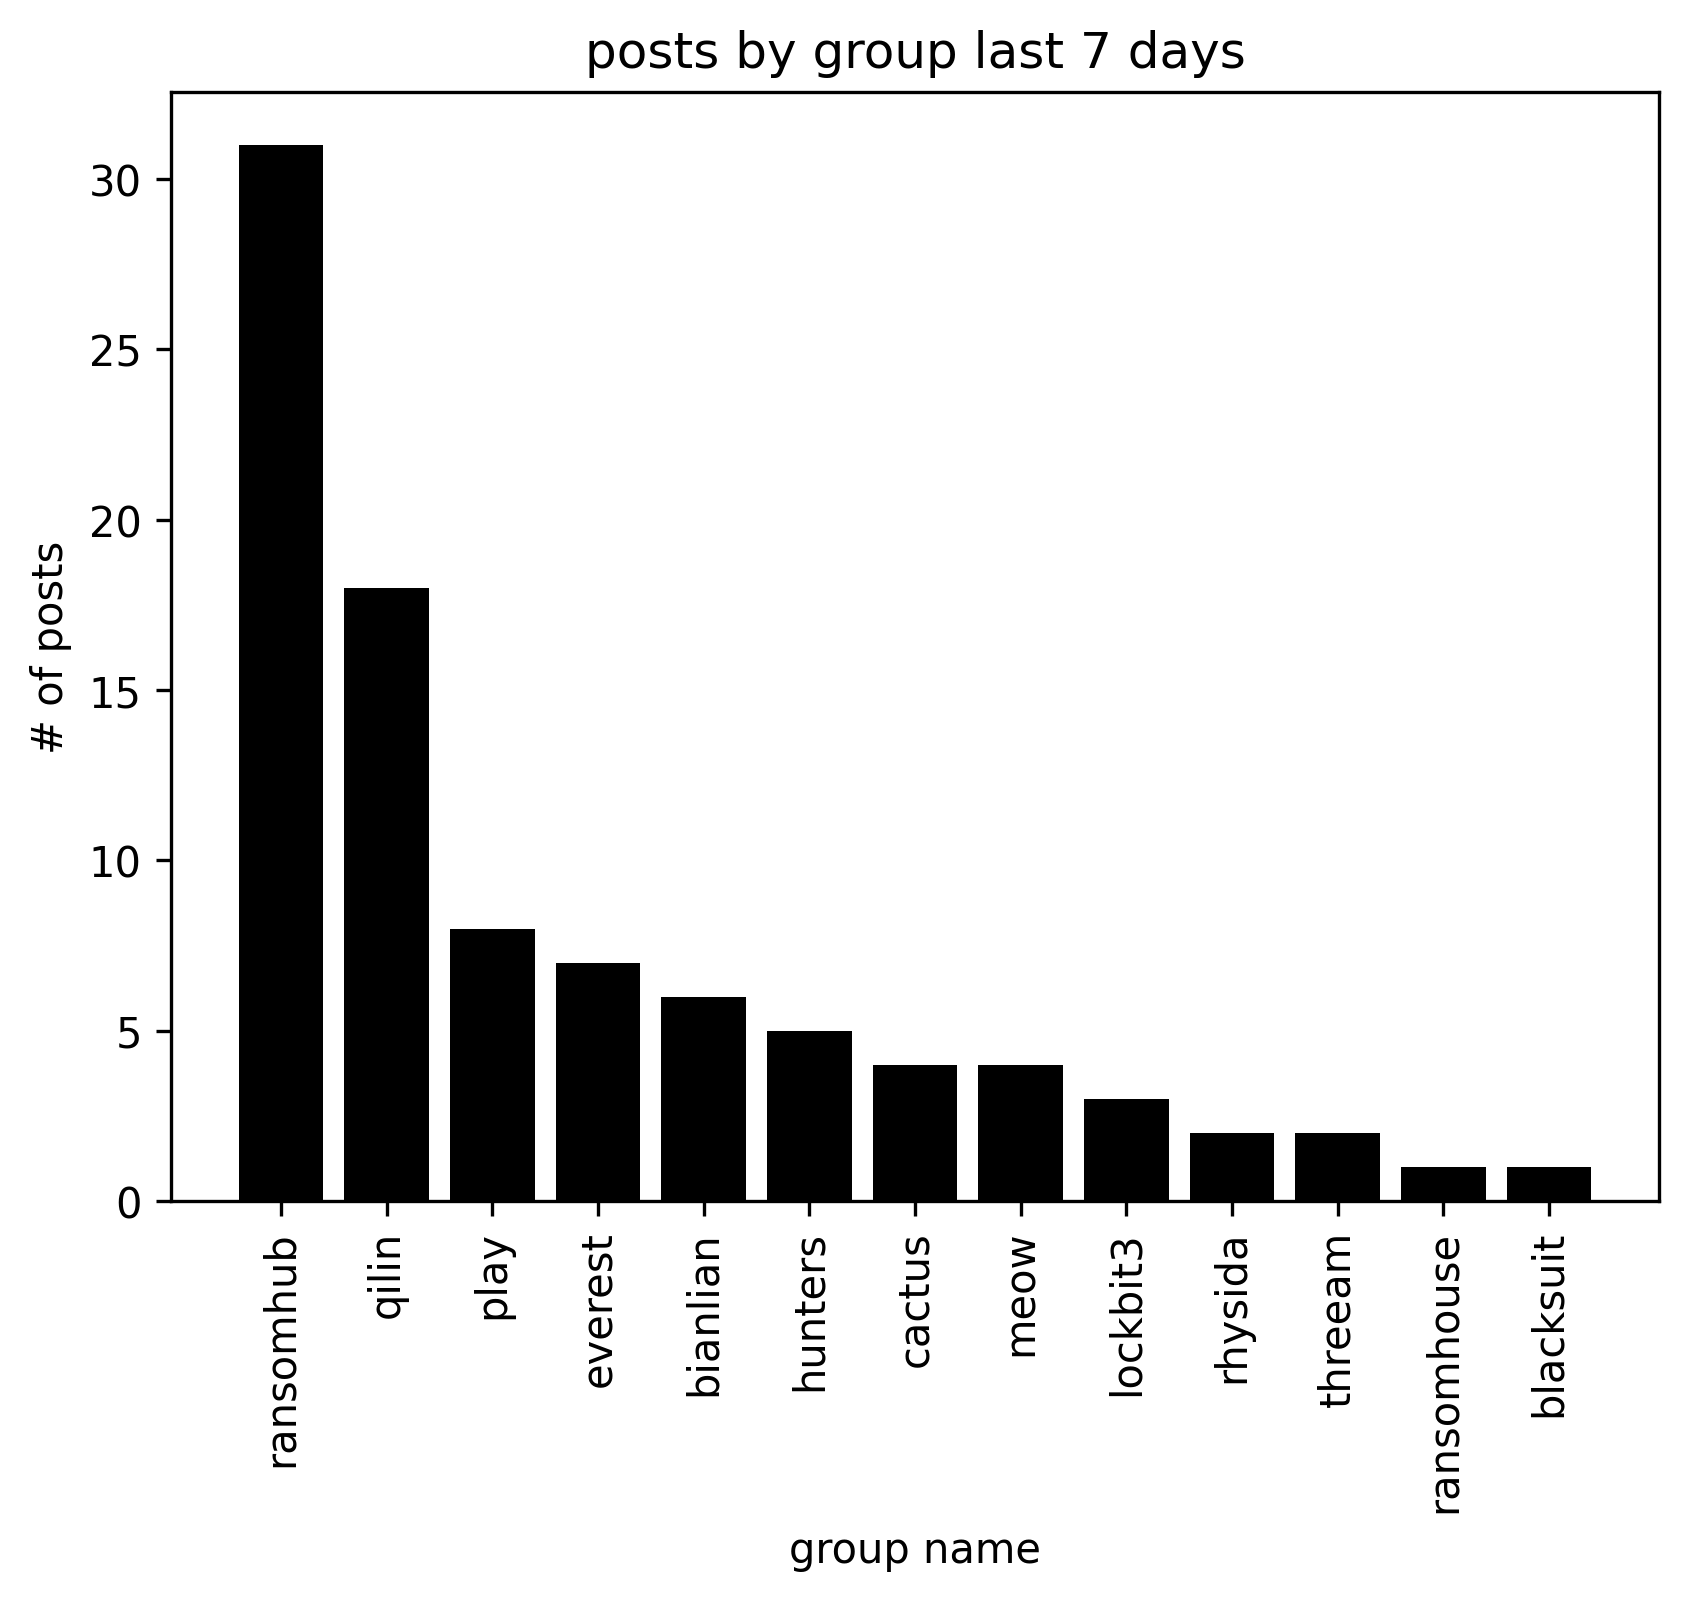 posts by group last 7 days
30
25
20
15
10
5
0
# of posts
ransomhub
qilin
play
everest
bianlian
hunters
cactus
meow
lockbit3
rhysida
threeam
ransomhouse
blacksuit
group name